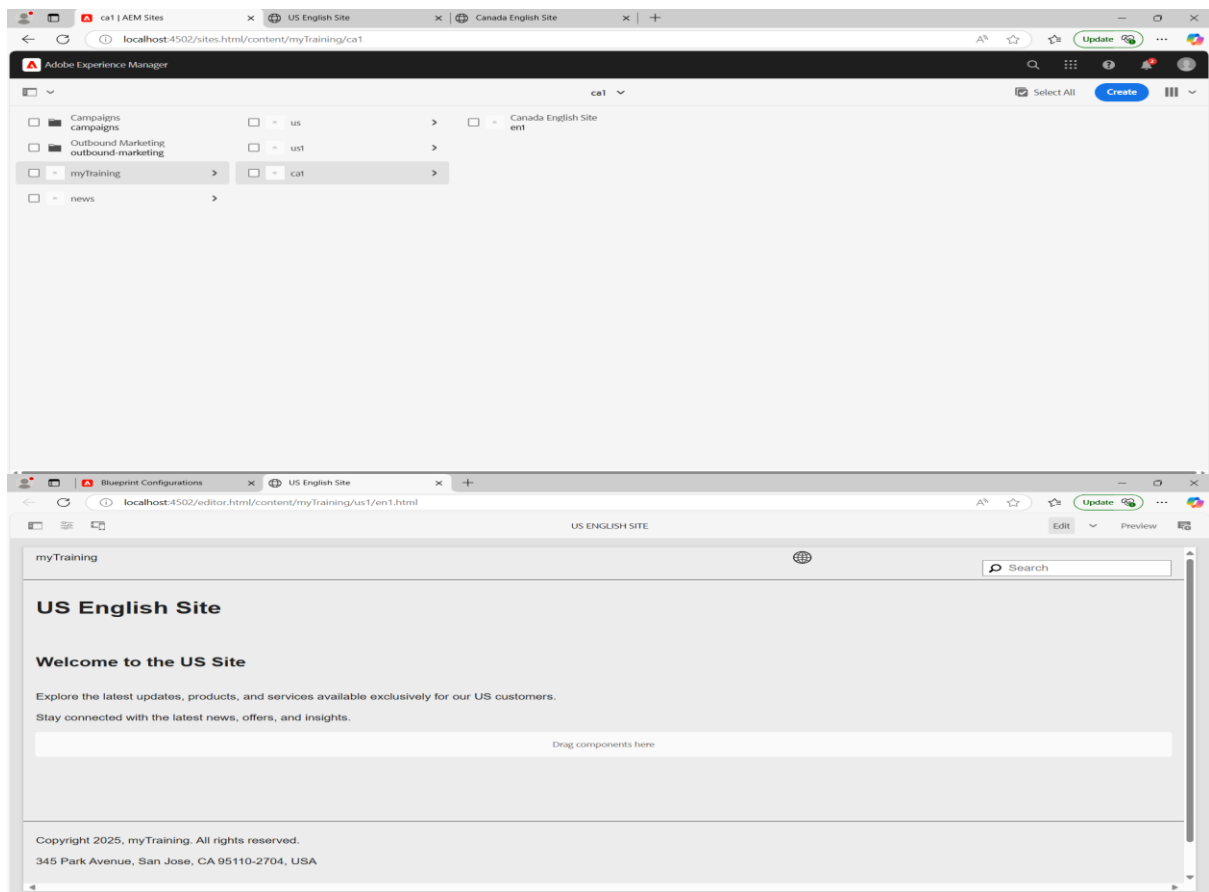 ca1 | AEM Sites
US English Site
Canada English Site
localhost:4502/sites.html/content/myTraining/ca1
Update
Adobe Experience Manager
ca1
Select All
Create
Campaigns
campaigns
us
Canada English Site
en1
Outbound Marketing
outbound-marketing
us1
myTraining
ca1
news
Blueprint Configurations
US English Site
localhost:4502/editor.html/content/myTraining/us1/en1.html
Update
US ENGLISH SITE
Edit
Preview
myTraining
Search
US English Site
Welcome to the US Site
Explore the latest updates, products, and services available exclusively for our US customers.
Stay connected with the latest news, offers, and insights.
Drag components here
Copyright 2025, myTraining. All rights reserved.
345 Park Avenue, San Jose, CA 95110-2704, USA